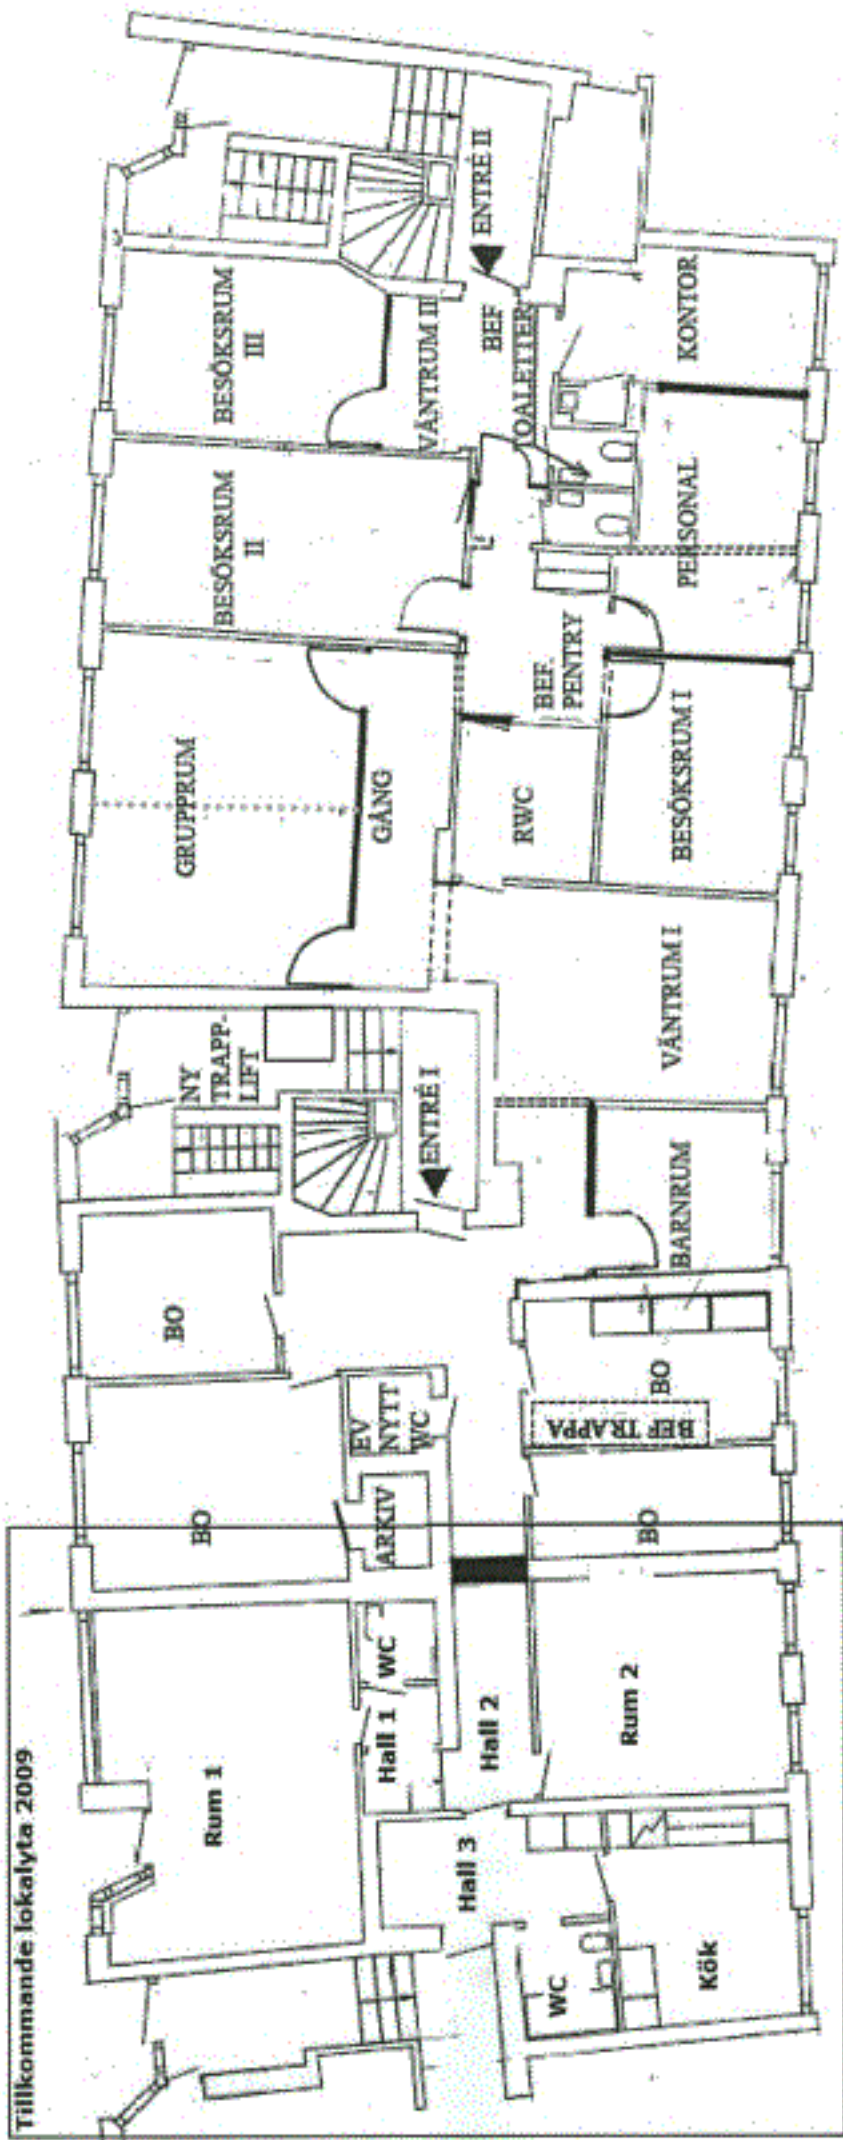 Tillkommande lokalyta 2009
Rum 1
Hall 1
WC
Hall 2
Rum 2
Hall 3
WC
Kök
BO
BO
ARKIV
EV
NYTT
WC
BO
BEF TRAPPA
BO
NY
TRAPP-
LIFT
ENTRÉ I
BARNRUM
VÄNTRUM I
GRUPPRUM
GÅNG
RWC
BESÖKSRUM I
BEF.
PENTRY
BESÖKSRUM
II
PERSONAL
BESÖKSRUM
III
VÄNTRUM II
BEF
TOALETTER
ENTRÉ II
KONTOR